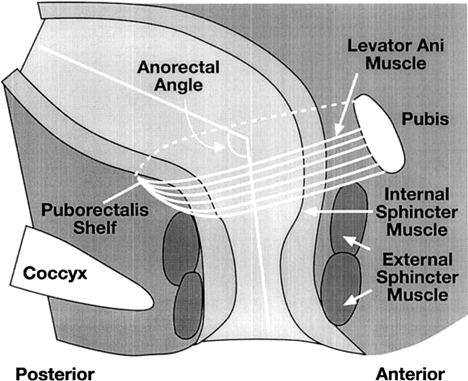 Levator Ani
Muscle
Anorectal
Angle
Pubis
Puborectalis
Shelf
Internal
Sphincter
Muscle
Coccyx
External
Sphincter
Muscle
Posterior
Anterior